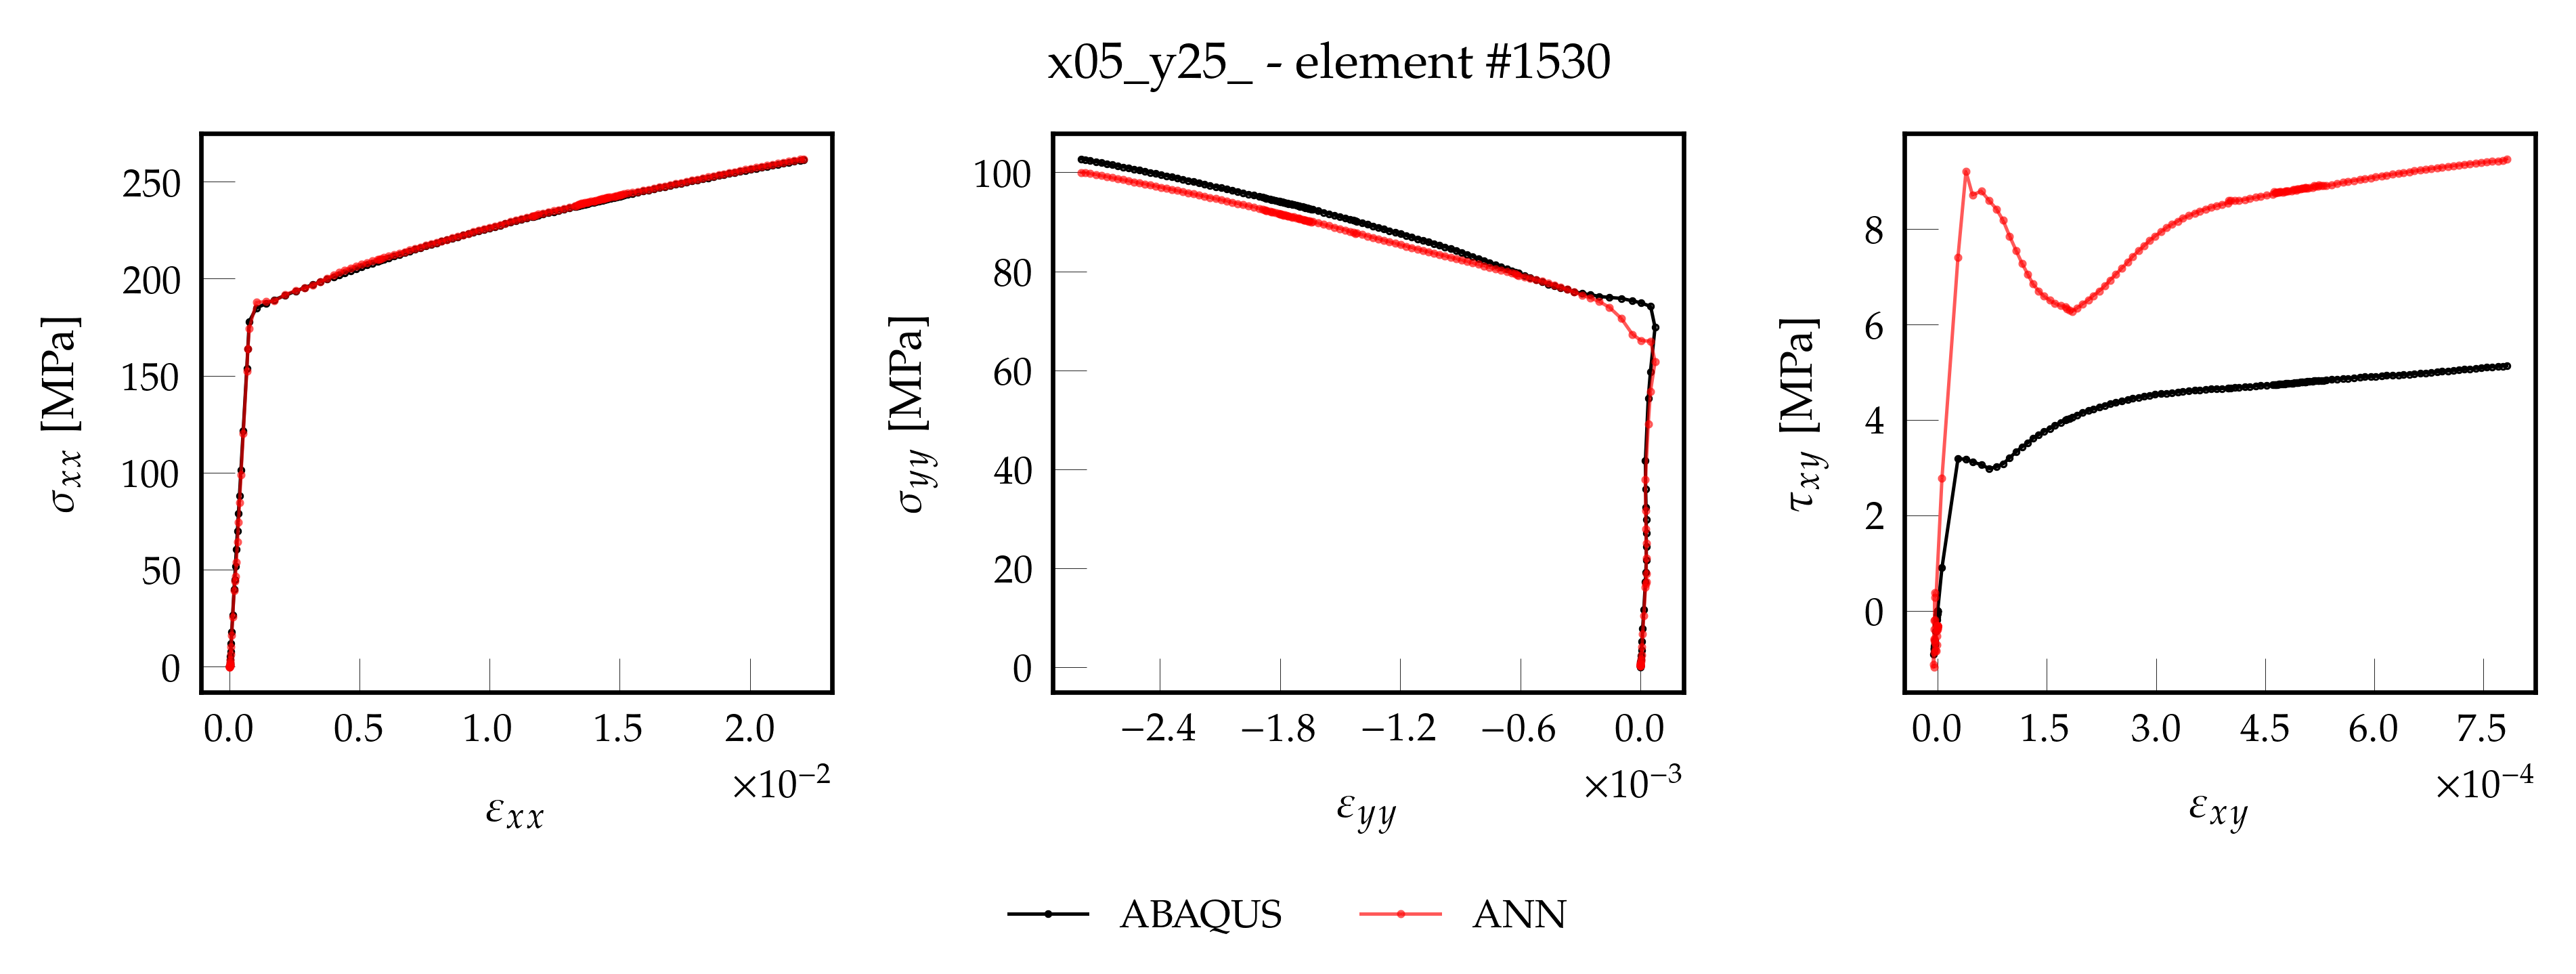 x05_y25_ - element #1530
σxx [MPa]
250
200
150
100
50
0
0.0 0.5 1.0 1.5 2.0
×10−2
εxx
σyy [MPa]
100
80
60
40
20
0
−2.4 −1.8 −1.2 −0.6 0.0
×10−3
εyy
τxy [MPa]
8
6
4
2
0
0.0 1.5 3.0 4.5 6.0 7.5
×10−4
εxy
ABAQUS ANN